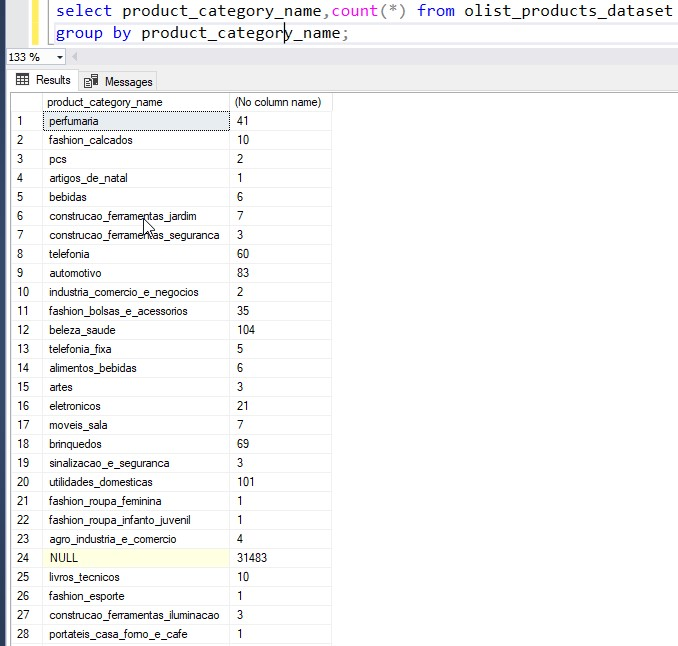 select product_category_name,count(*) from olist_products_dataset
group by product_category_name;
133 %
Results Messages
product_category_name (No column name)
1 perfumaria 41
2 fashion_calcados 10
3 pcs 2
4 artigos_de_natal 1
5 bebidas 6
6 construcao_ferramentas_jardim 7
7 construcao_ferramentas_seguranca 3
8 telefonia 60
9 automotivo 83
10 industria_comercio_e_negocios 2
11 fashion_bolsas_e_acessorios 35
12 beleza_saude 104
13 telefonia_fixa 5
14 alimentos_bebidas 6
15 artes 3
16 eletronicos 21
17 moveis_sala 7
18 brinquedos 69
19 sinalizacao_e_seguranca 3
20 utilidades_domesticas 101
21 fashion_roupa_feminina 1
22 fashion_roupa_infanto_juvenil 1
23 agro_industria_e_comercio 4
24 NULL 31483
25 livros_tecnicos 10
26 fashion_esporte 1
27 construcao_ferramentas_iluminacao 3
28 portateis_casa_forno_e_cafe 1